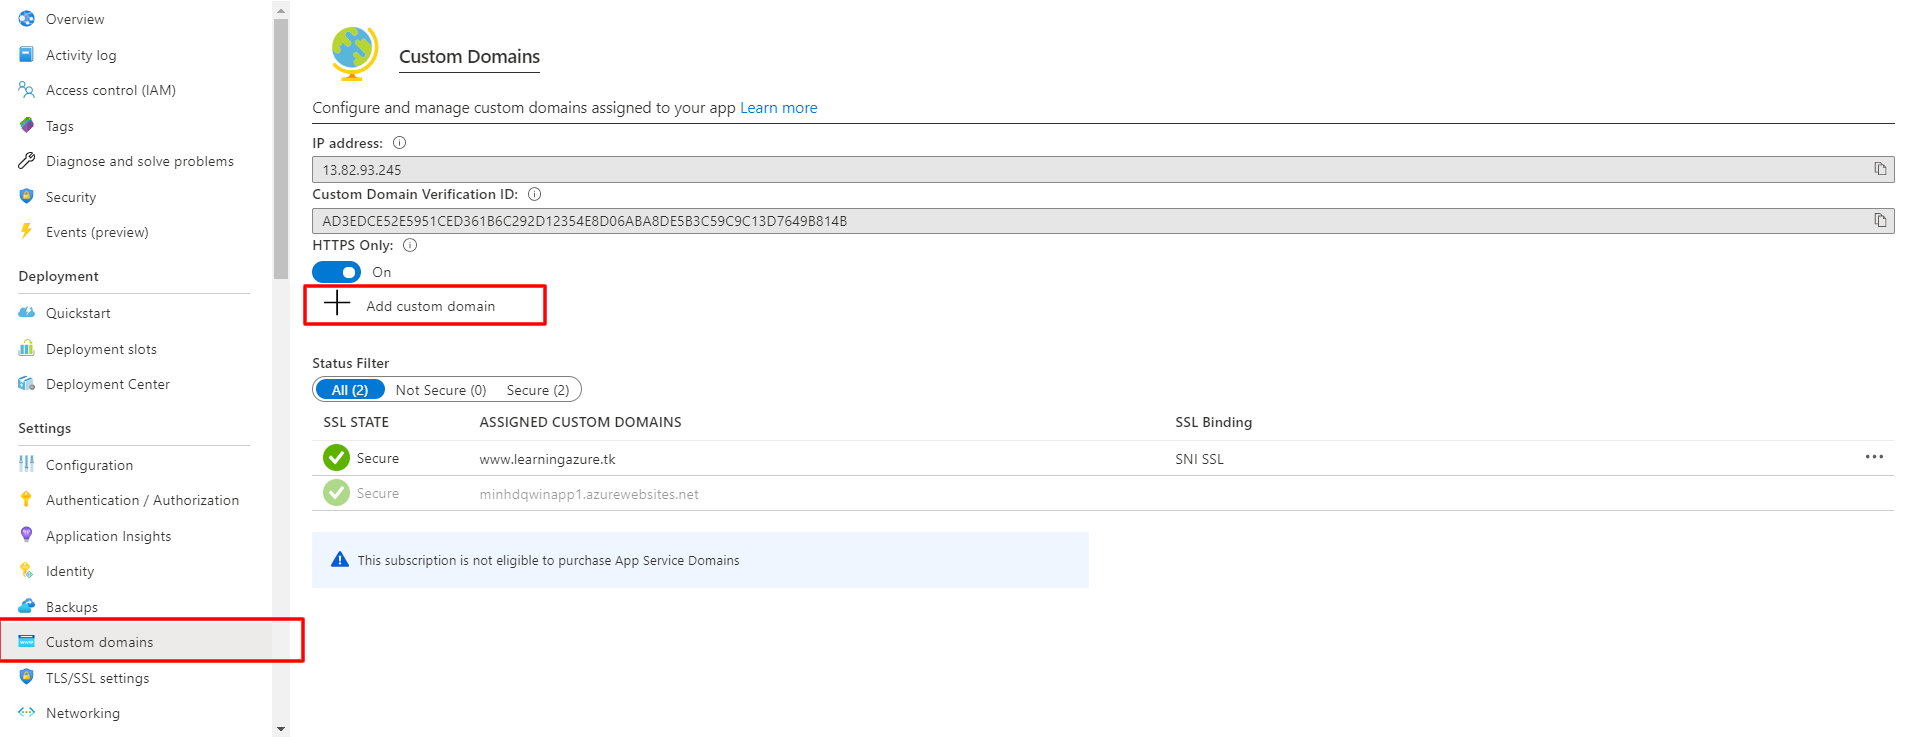 Overview
Activity log
Access control (IAM)
Tags
Diagnose and solve problems
Security
Events (preview)
Deployment
Quickstart
Deployment slots
Deployment Center
Settings
Configuration
Authentication / Authorization
Application Insights
Identity
Backups
Custom domains
TLS/SSL settings
Networking
Custom Domains
Configure and manage custom domains assigned to your app Learn more
IP address:
13.82.93.245
Custom Domain Verification ID:
AD3EDCE52E5951CED361B6C292D12354E8D06ABA8DE5B3C59C9C13D7649B814B
HTTPS Only:
On
Add custom domain
Status Filter
All (2) Not Secure (0) Secure (2)
SSL STATE ASSIGNED CUSTOM DOMAINS SSL Binding
Secure www.learningazure.tk SNI SSL
Secure minhdqwinapp1.azurewebsites.net
This subscription is not eligible to purchase App Service Domains